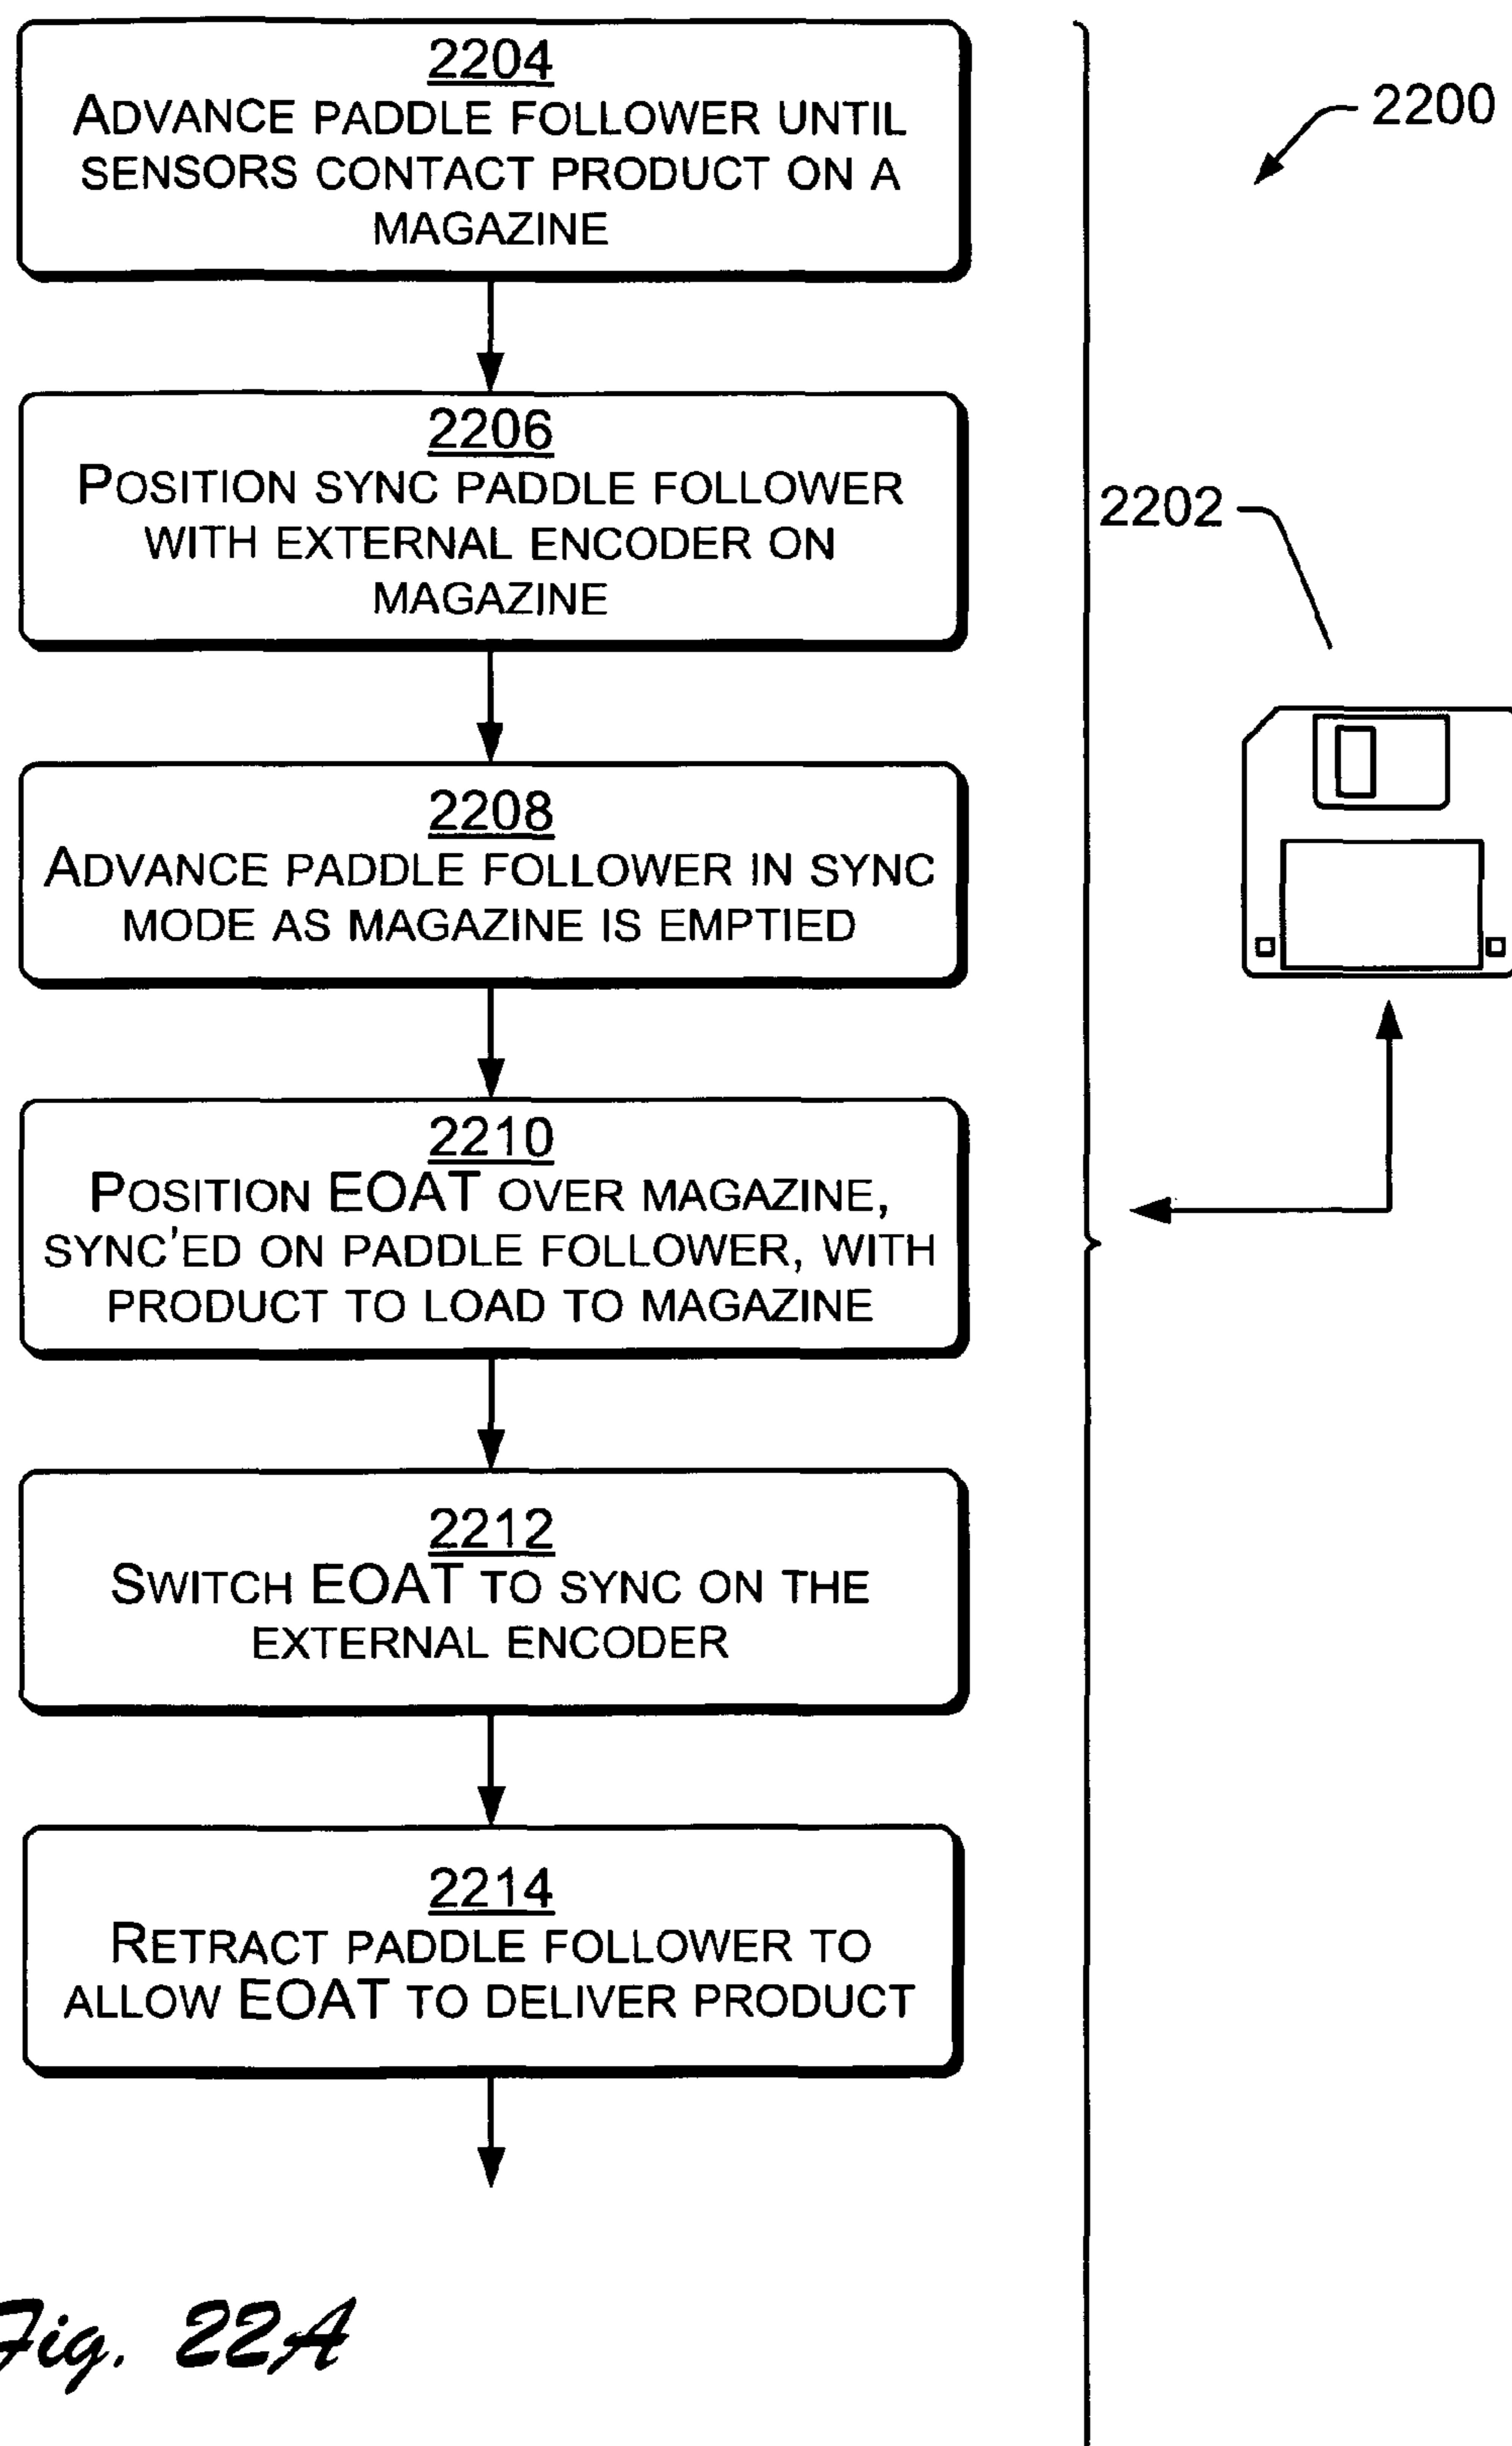 2204
ADVANCE PADDLE FOLLOWER UNTIL
SENSORS CONTACT PRODUCT ON A
MAGAZINE
2200
2206
POSITION SYNC PADDLE FOLLOWER
WITH EXTERNAL ENCODER ON
MAGAZINE
2202
2208
ADVANCE PADDLE FOLLOWER IN SYNC
MODE AS MAGAZINE IS EMPTIED
2210
POSITION EOAT OVER MAGAZINE,
SYNC'ED ON PADDLE FOLLOWER, WITH
PRODUCT TO LOAD TO MAGAZINE
2212
SWITCH EOAT TO SYNC ON THE
EXTERNAL ENCODER
2214
RETRACT PADDLE FOLLOWER TO
ALLOW EOAT TO DELIVER PRODUCT
Fig. 22A